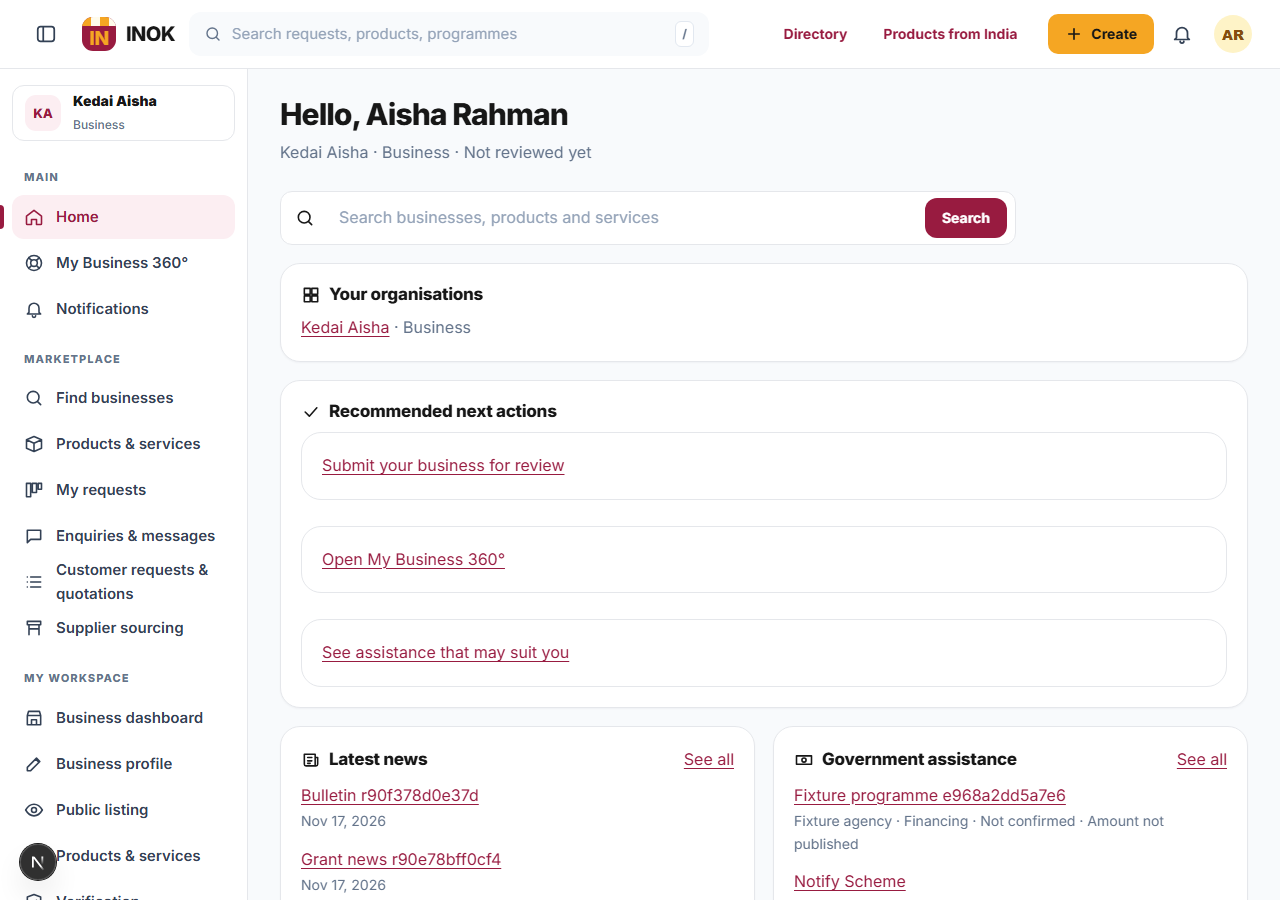 IN INOK
Search requests, products, programmes
/
Directory
Products from India
Create
AR
KA
Kedai Aisha
Business
MAIN
Home
My Business 360°
Notifications
MARKETPLACE
Find businesses
Products & services
My requests
Enquiries & messages
Customer requests &
quotations
Supplier sourcing
MY WORKSPACE
Business dashboard
Business profile
Public listing
Products & services
N
Verification
Hello, Aisha Rahman
Kedai Aisha · Business · Not reviewed yet
Search businesses, products and services
Search
Your organisations
Kedai Aisha · Business
Recommended next actions
Submit your business for review
Open My Business 360°
See assistance that may suit you
Latest news
See all
Bulletin r90f378d0e37d
Nov 17, 2026
Grant news r90e78bff0cf4
Nov 17, 2026
Government assistance
See all
Fixture programme e968a2dd5a7e6
Fixture agency · Financing · Not confirmed · Amount not
published
Notify Scheme